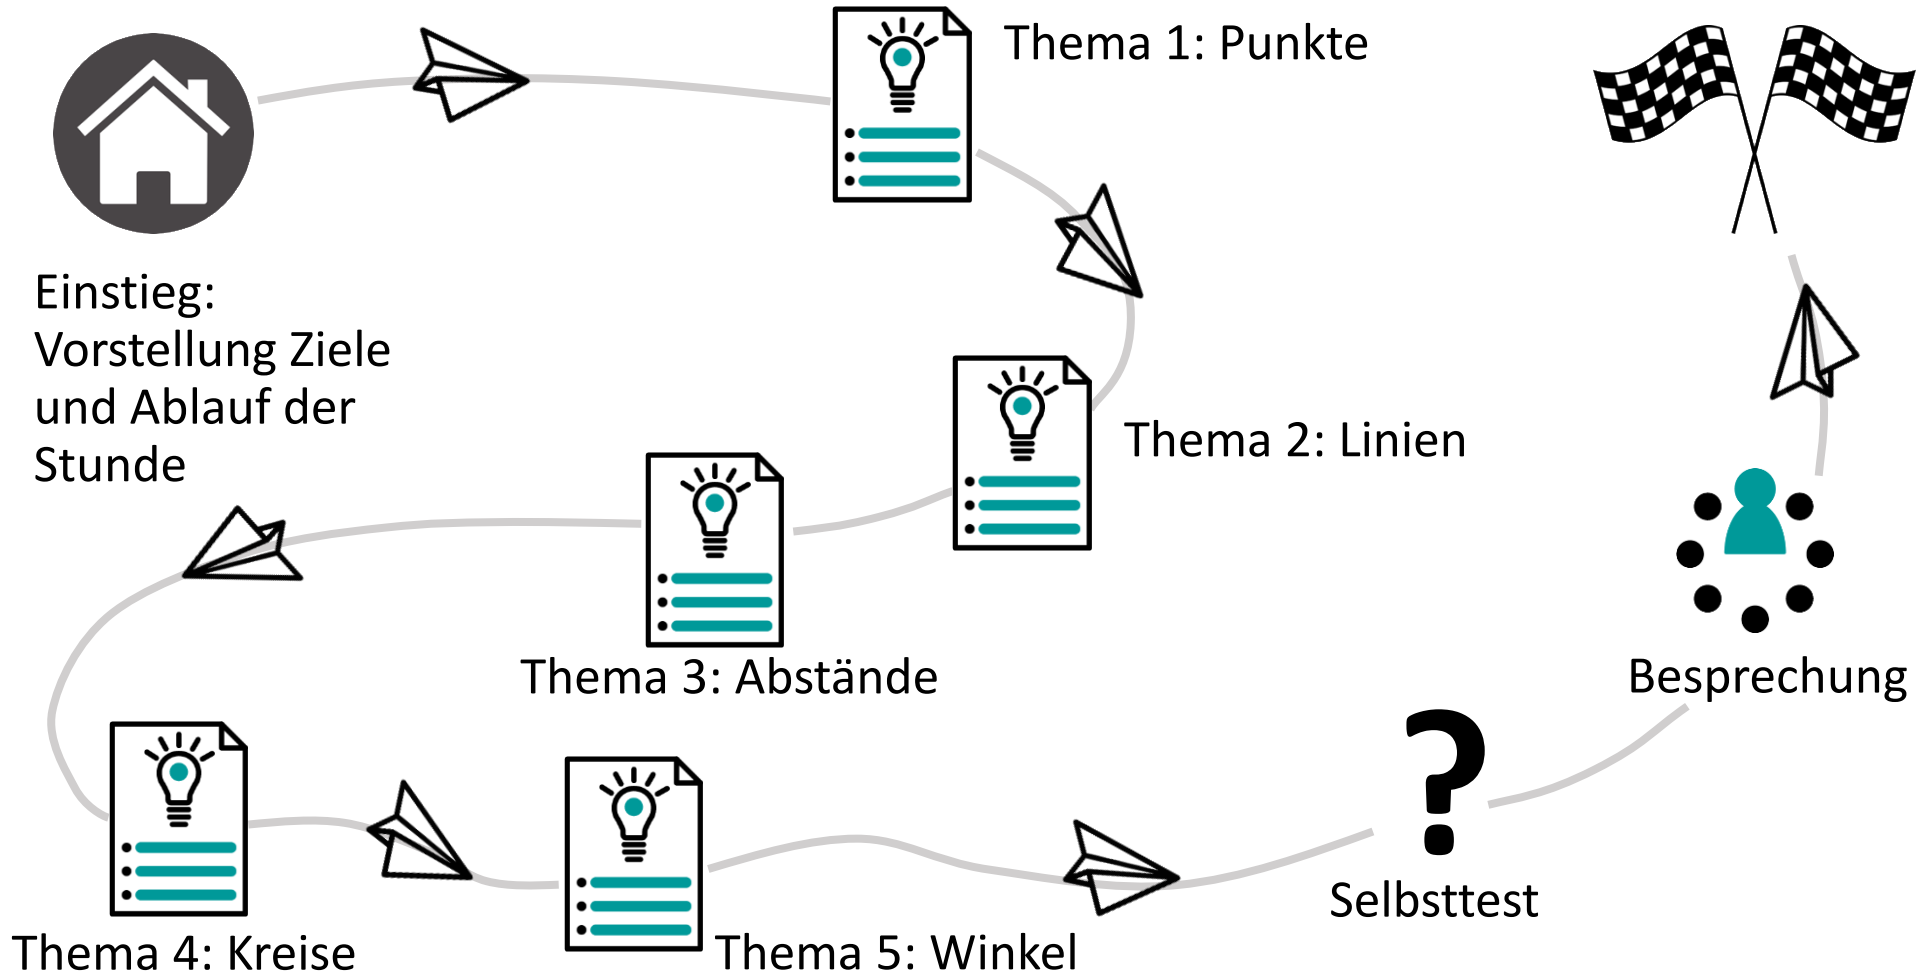 Einstieg:
Vorstellung Ziele
und Ablauf der
Stunde
Thema 1: Punkte
Thema 2: Linien
Thema 3: Abstände
Thema 4: Kreise
Thema 5: Winkel
?
Selbsttest
Besprechung